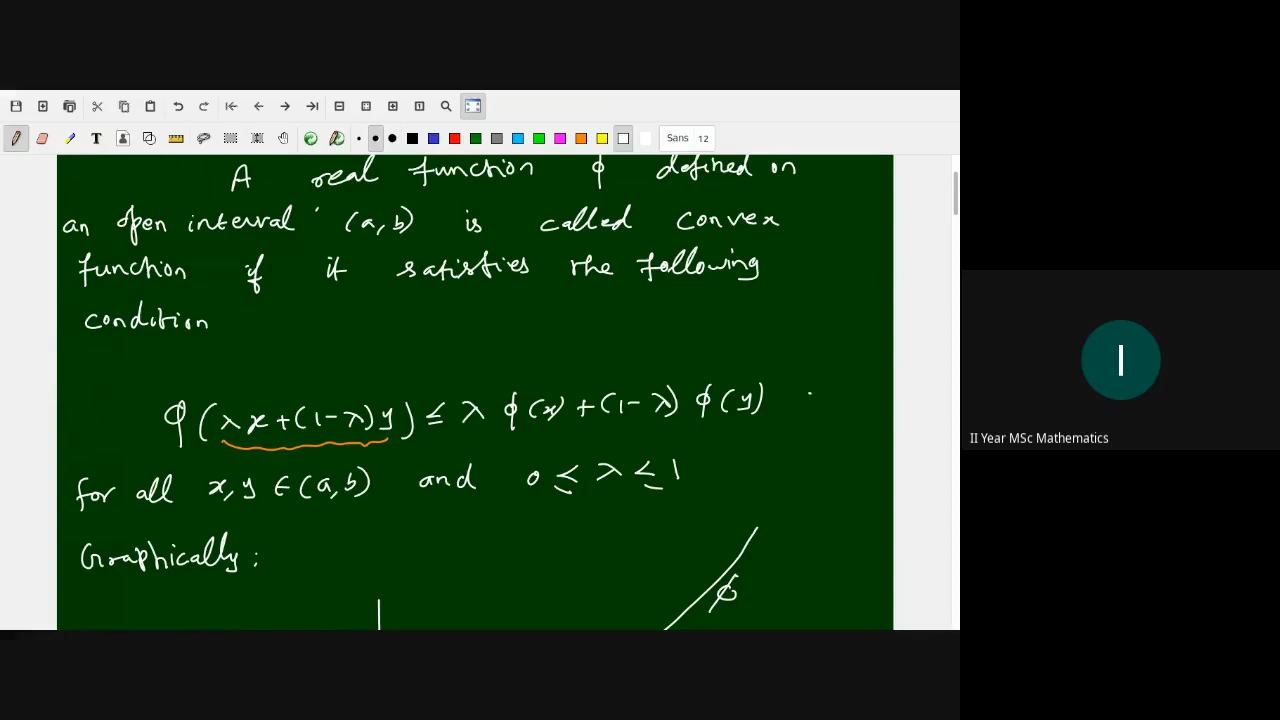 Sans 12
A real function ϕ defined on
an open interval (a, b) is called convex
function if it satisfies the following
condition
ϕ(λx+(1-λ)y) ≤ λ ϕ(x) + (1-λ) ϕ(y)
for all x, y ∈ (a, b) and 0 ≤ λ ≤ 1
Graphically:
ϕ
I
II Year MSc Mathematics